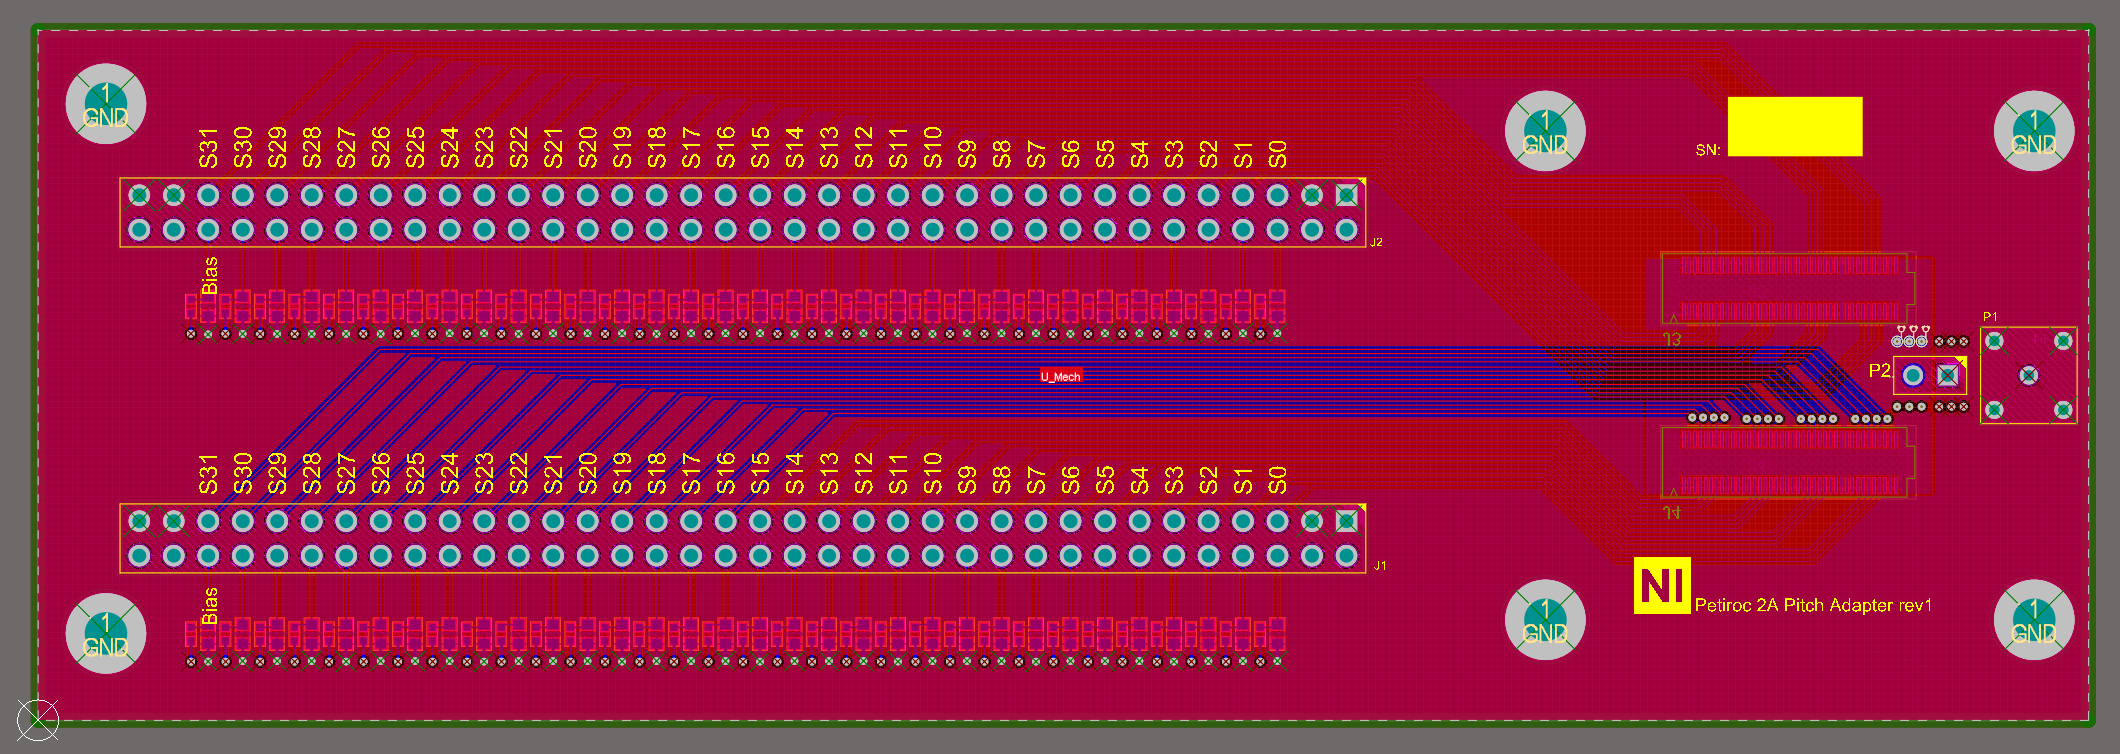 1
GND
1
GND
1
GND
SN:
S31 S30 S29 S28 S27 S26 S25 S24 S23 S22 S21 S20 S19 S18 S17 S16 S15 S14 S13 S12 S11 S10 S9 S8 S7 S6 S5 S4 S3 S2 S1 S0
J2
Bias
J3
P1
P2
U_Mech
S31 S30 S29 S28 S27 S26 S25 S24 S23 S22 S21 S20 S19 S18 S17 S16 S15 S14 S13 S12 S11 S10 S9 S8 S7 S6 S5 S4 S3 S2 S1 S0
J4
J1
Bias
NI
Petiroc 2A Pitch Adapter rev1
1
GND
1
GND
1
GND